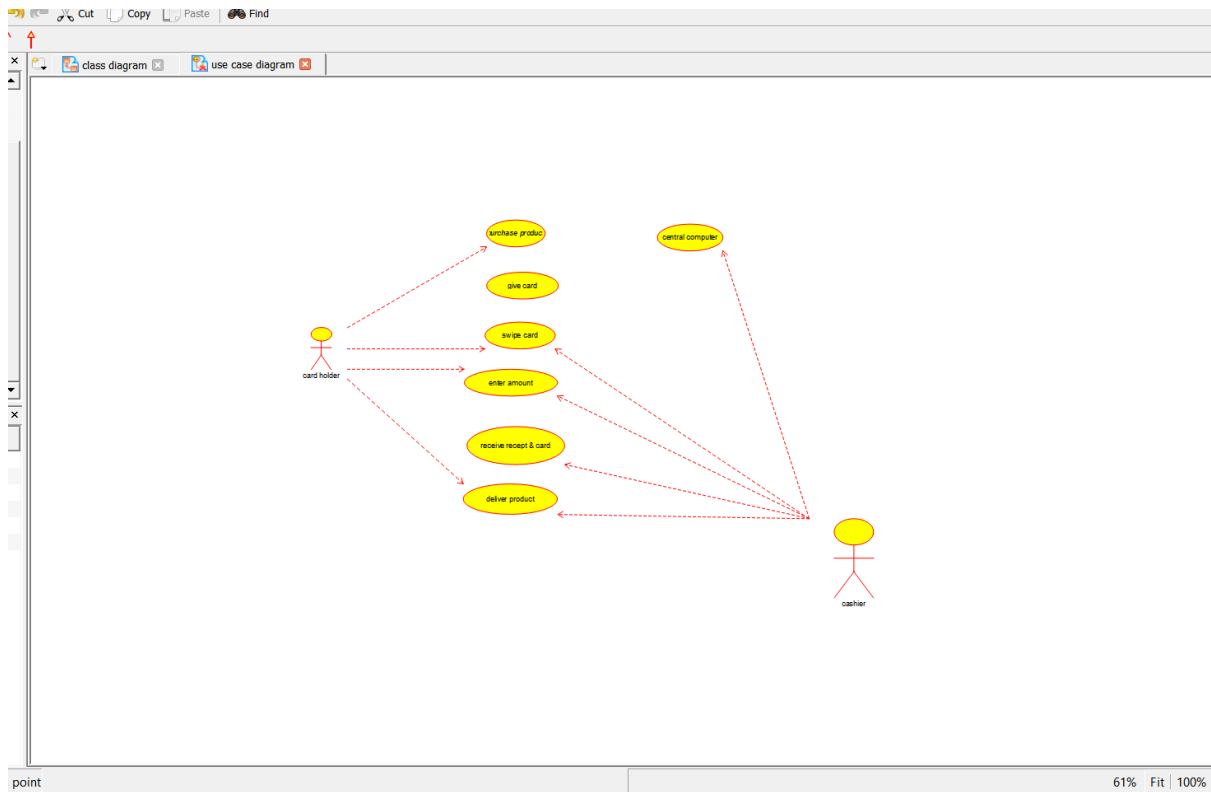 Cut Copy Paste Find
class diagram use case diagram
urchase produc
central computer
give card
swipe card
card holder
enter amount
receive recept & card
deliver product
cashier
point 61% Fit 100%